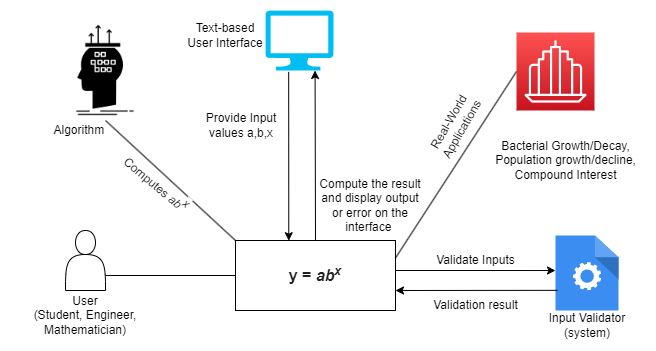 Text-based
User Interface
Algorithm
Provide Input
values a,b,x
Real-World
Applications
Bacterial Growth/Decay,
Population growth/decline,
Compound Interest
Computes ab^x
Compute the result
and display output
or error on the
interface
y = ab^x
Validate Inputs
Validation result
User
(Student, Engineer,
Mathematician)
Input Validator
(system)